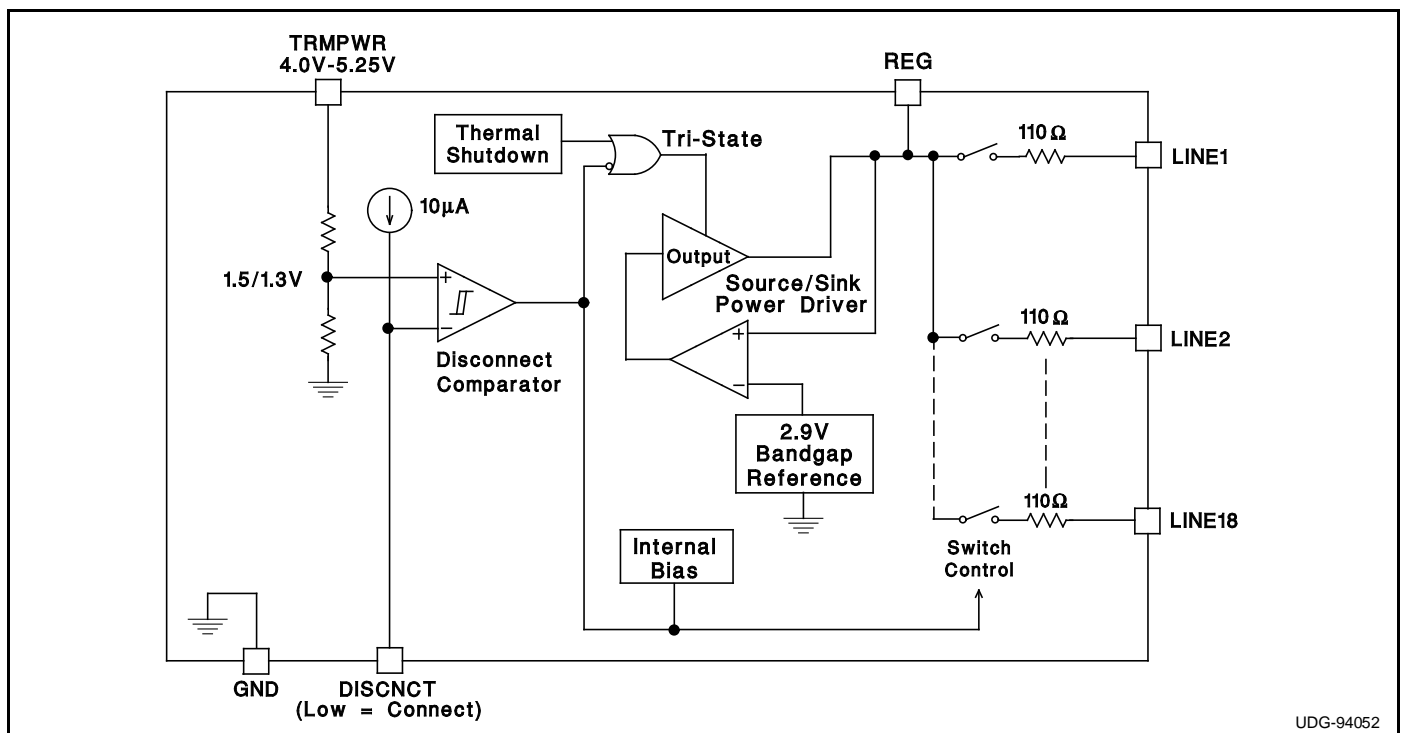 TRMPWR
4.0V-5.25V
REG
Thermal
Shutdown
Tri-State
110Ω
LINE1
10μA
Output
1.5/1.3V
+
−
Source/Sink
Power Driver
Disconnect
Comparator
+
−
110Ω
LINE2
2.9V
Bandgap
Reference
110Ω
LINE18
Internal
Bias
Switch
Control
GND
DISCNCT
(Low = Connect)
UDG-94052